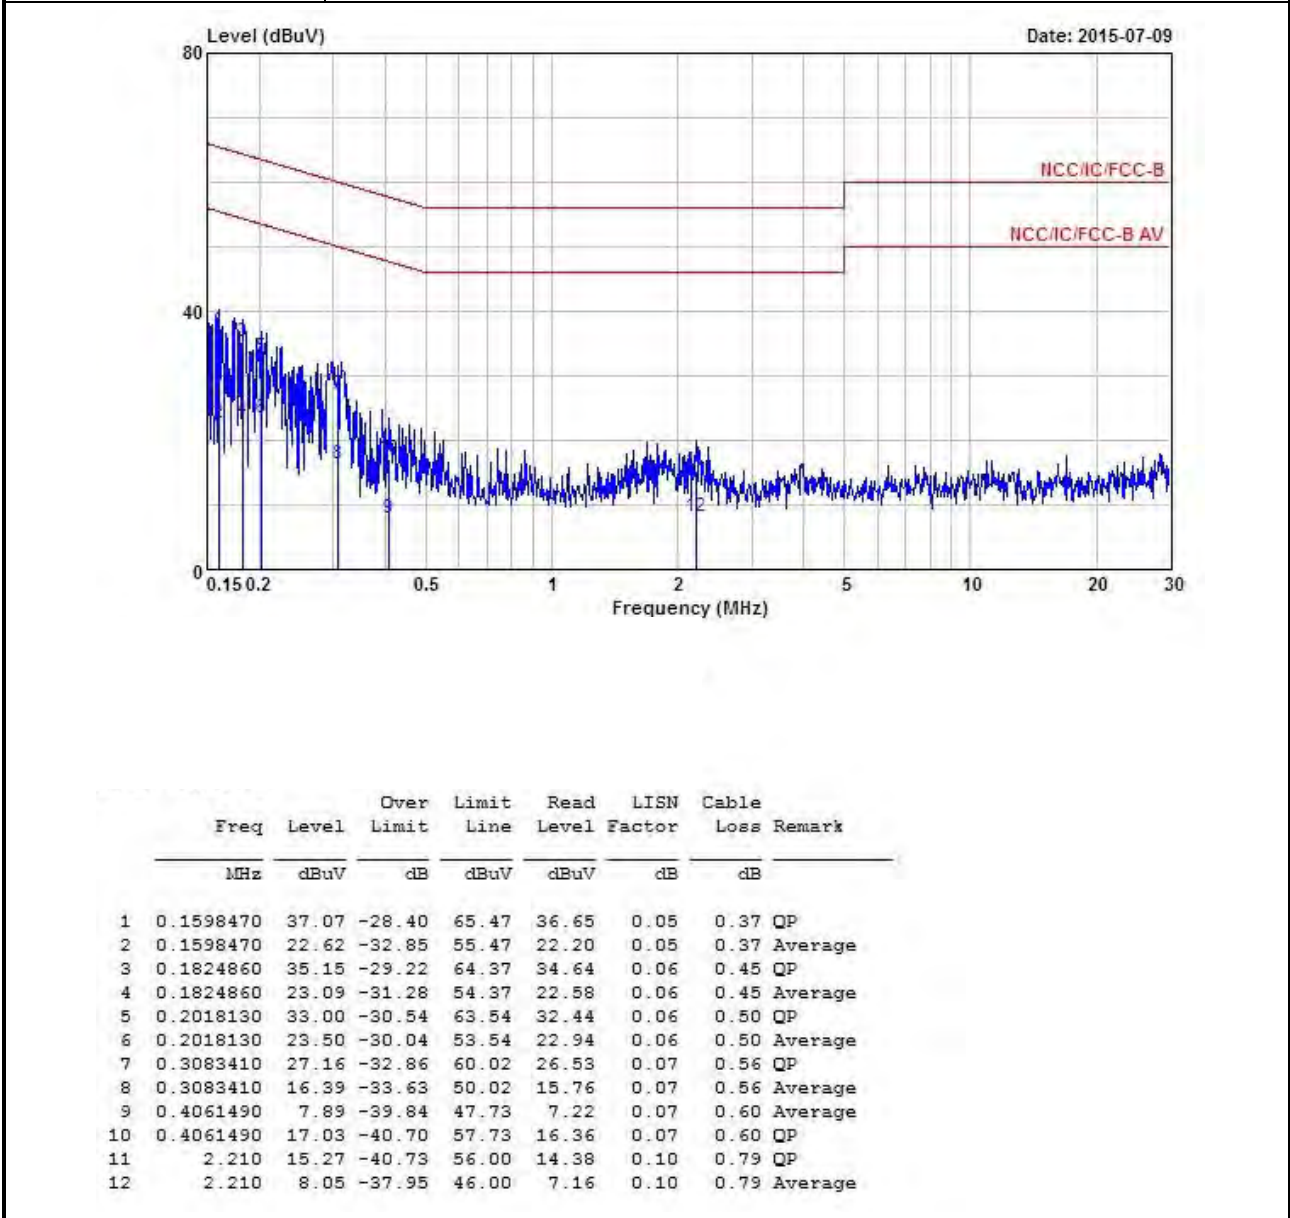 Level (dBuV) Date: 2015-07-09
80
NCC/IC/FCC-B
NCC/IC/FCC-B AV
40
8
9
12
0
0.15 0.2 0.5 1 2 5 10 20 30
Frequency (MHz)
Over Limit Read LISN Cable
Freq Level Limit Line Level Factor Loss Remark
MHz dBuV dB dBuV dBuV dB dB
1 0.1598470 37.07 -28.40 65.47 36.65 0.05 0.37 QP
2 0.1598470 22.62 -32.85 55.47 22.20 0.05 0.37 Average
3 0.1824860 35.15 -29.22 64.37 34.64 0.06 0.45 QP
4 0.1824860 23.09 -31.28 54.37 22.58 0.06 0.45 Average
5 0.2018130 33.00 -30.54 63.54 32.44 0.06 0.50 QP
6 0.2018130 23.50 -30.04 53.54 22.94 0.06 0.50 Average
7 0.3083410 27.16 -32.86 60.02 26.53 0.07 0.56 QP
8 0.3083410 16.39 -33.63 50.02 15.76 0.07 0.56 Average
9 0.4061490 7.89 -39.84 47.73 7.22 0.07 0.60 Average
10 0.4061490 17.03 -40.70 57.73 16.36 0.07 0.60 QP
11 2.210 15.27 -40.73 56.00 14.38 0.10 0.79 QP
12 2.210 8.05 -37.95 46.00 7.16 0.10 0.79 Average